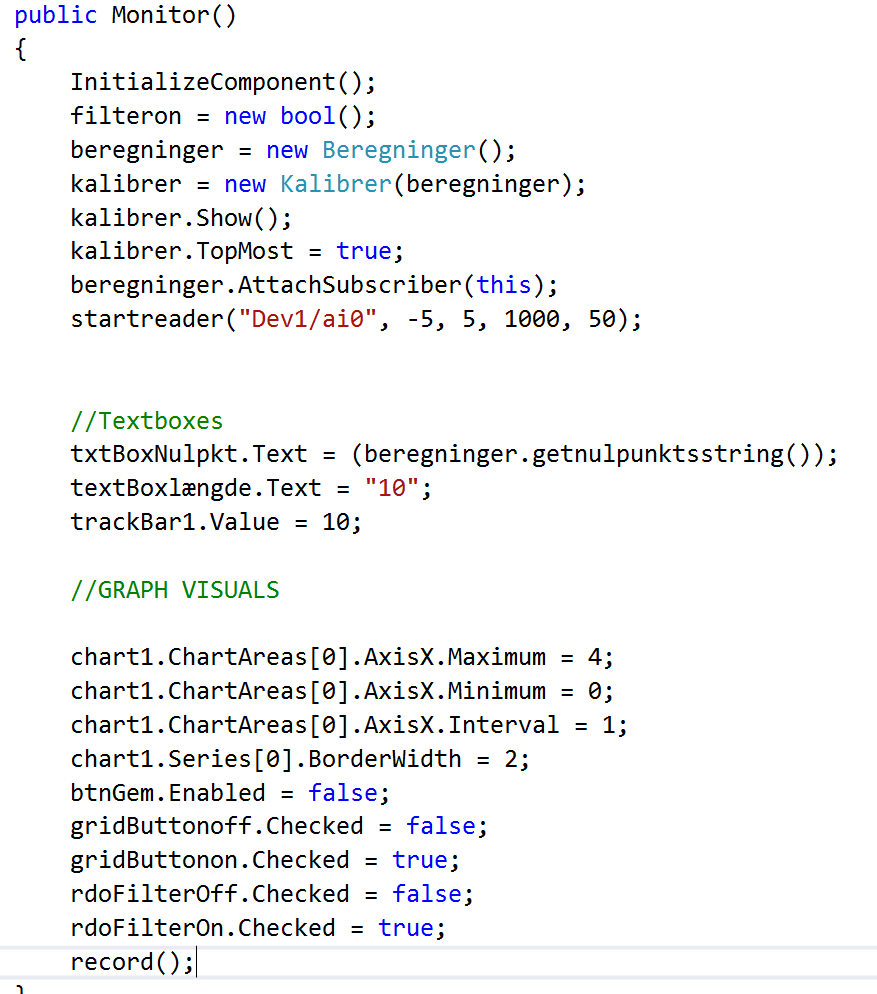 public Monitor()
{
InitializeComponent();
filteron = new bool();
beregninger = new Beregninger();
kalibrer = new Kalibrer(beregninger);
kalibrer.Show();
kalibrer.TopMost = true;
beregninger.AttachSubscriber(this);
startreader("Dev1/ai0", -5, 5, 1000, 50);
//Textboxes
txtBoxNulpkt.Text = (beregninger.getnulpunktsstring());
textBoxlængde.Text = "10";
trackBar1.Value = 10;
//GRAPH VISUALS
chart1.ChartAreas[0].AxisX.Maximum = 4;
chart1.ChartAreas[0].AxisX.Minimum = 0;
chart1.ChartAreas[0].AxisX.Interval = 1;
chart1.Series[0].BorderWidth = 2;
btnGem.Enabled = false;
gridButtonoff.Checked = false;
gridButtonon.Checked = true;
rdoFilterOff.Checked = false;
rdoFilterOn.Checked = true;
record();
}